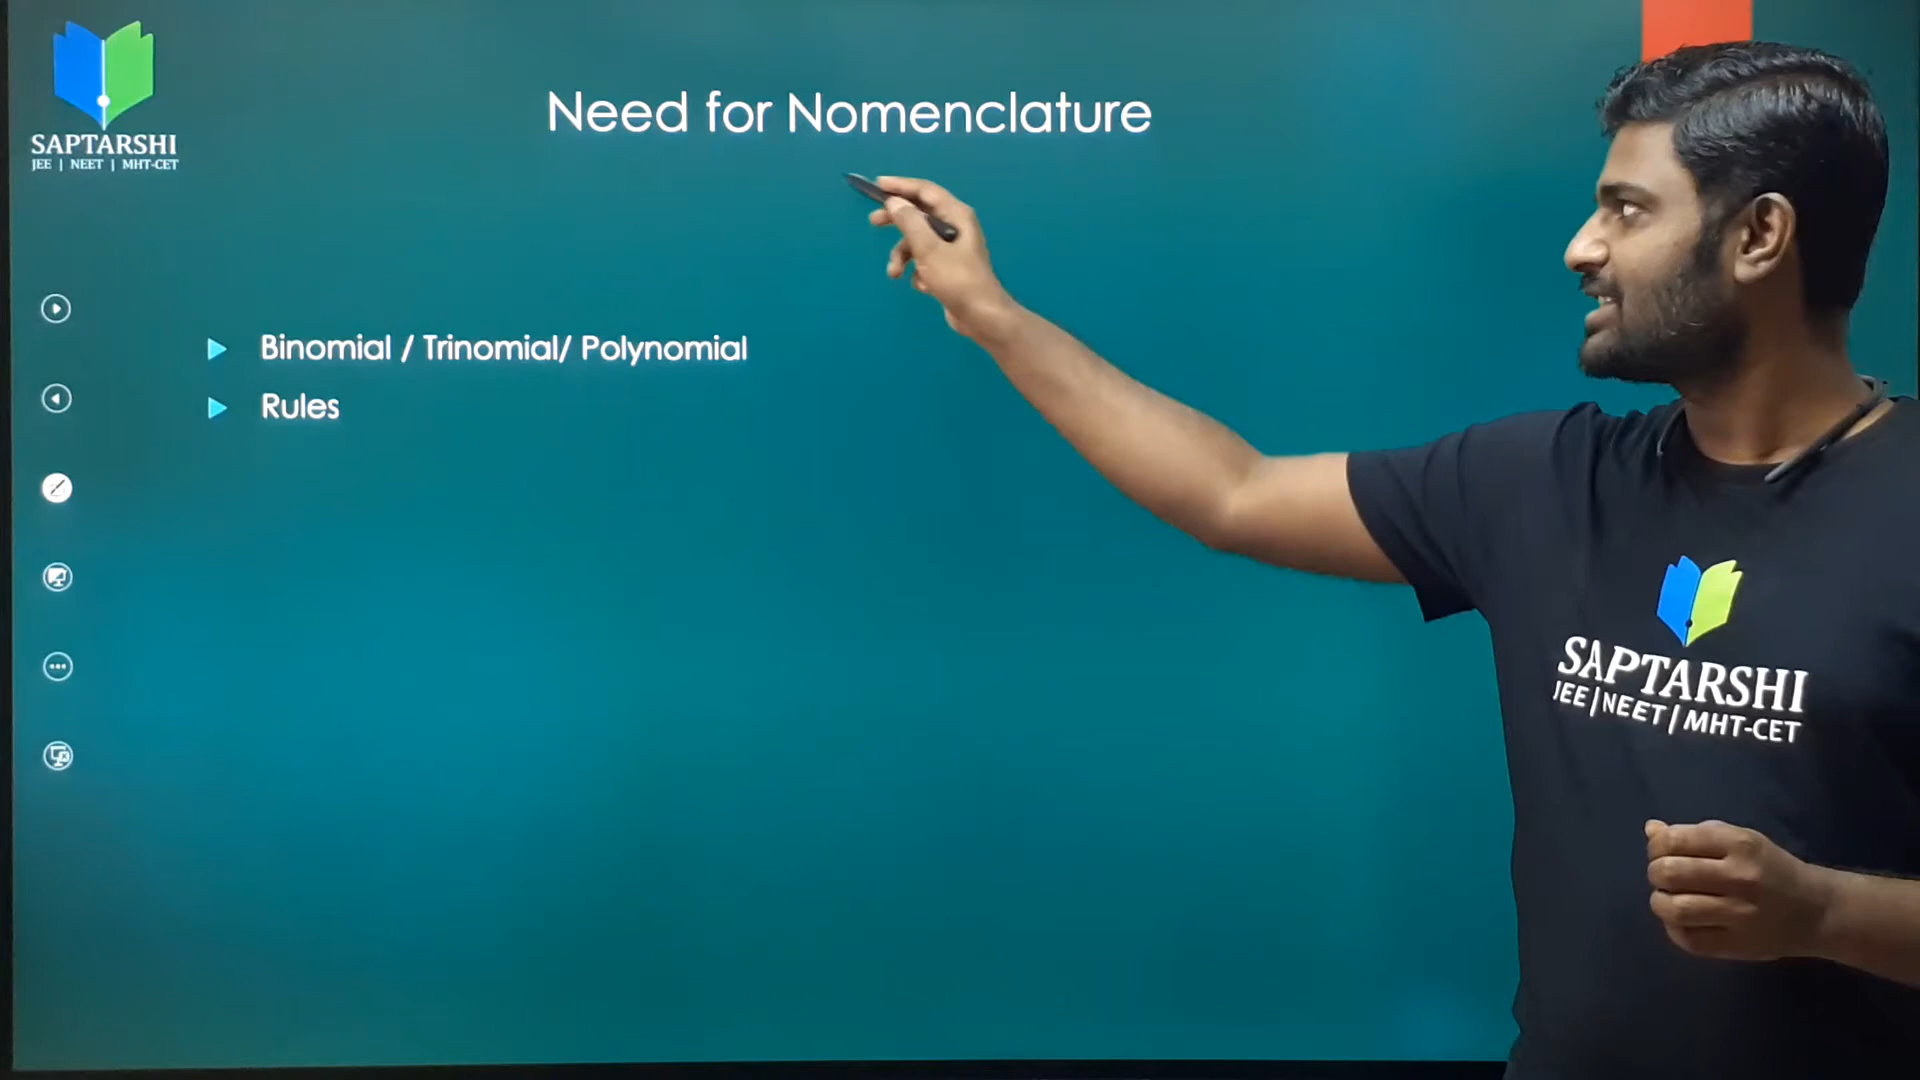 SAPTARSHI
JEE | NEET | MHT-CET
Need for Nomenclature
Binomial / Trinomial/ Polynomial
Rules
SAPTARSHI
JEE|NEET|MHT-CET